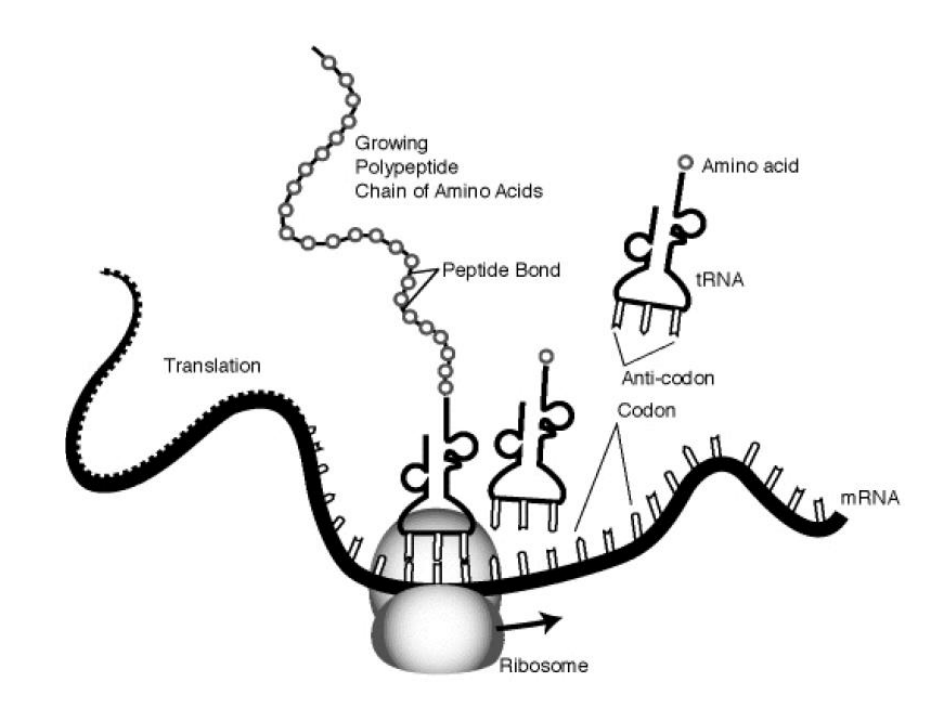 Growing
Polypeptide
Chain of Amino Acids
Amino acid
Peptide Bond
tRNA
Translation
Anti-codon
Codon
mRNA
Ribosome